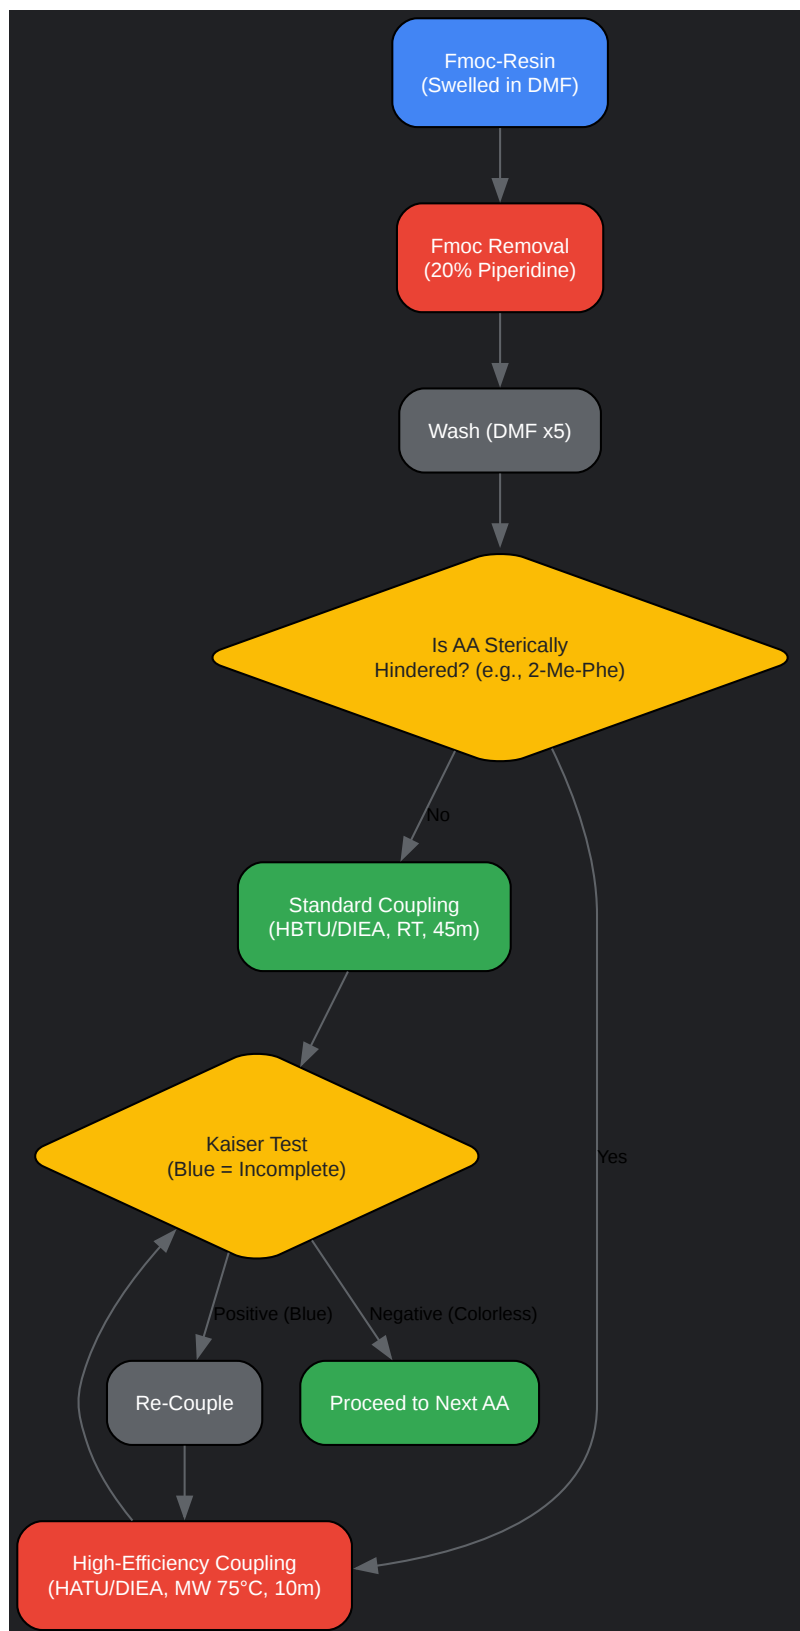 Fmoc-Resin
(Swelled in DMF)
Fmoc Removal
(20% Piperidine)
Wash (DMF x5)
Is AA Sterically
Hindered? (e.g., 2-Me-Phe)
No
Standard Coupling
(HBTU/DIEA, RT, 45m)
Kaiser Test
(Blue = Incomplete)
Yes
Positive (Blue)
Negative (Colorless)
Re-Couple
Proceed to Next AA
High-Efficiency Coupling
(HATU/DIEA, MW 75°C, 10m)